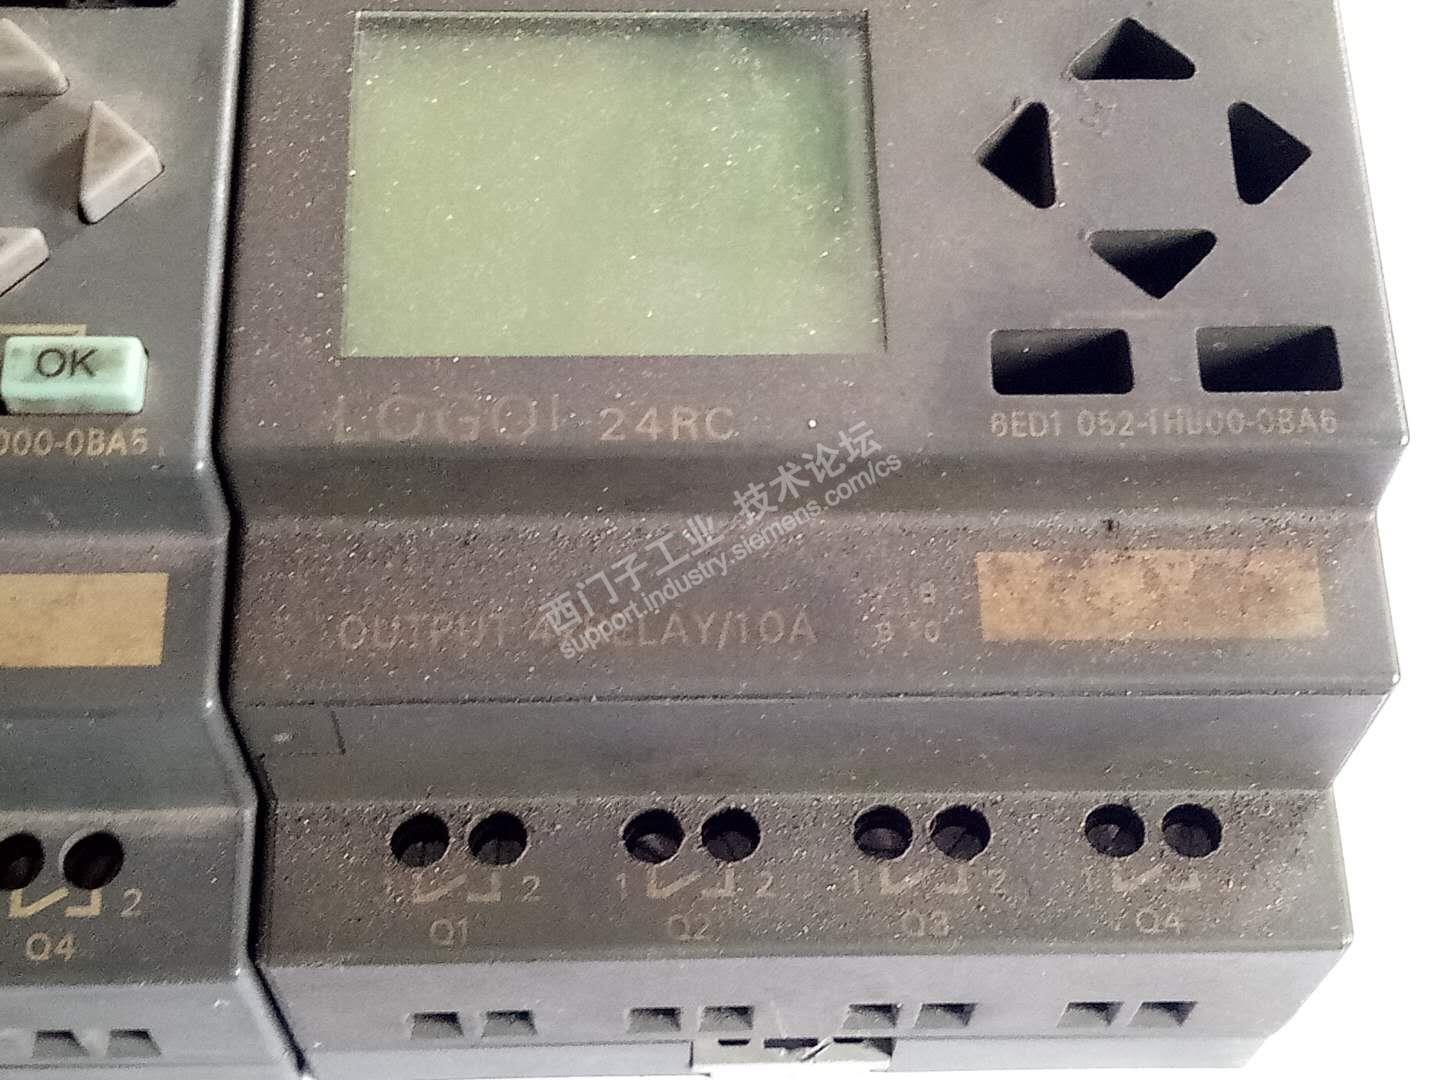 OK
000-0BA5
LOGO! 24RC
6ED1 052-1HB00-0BA6
西门子工业 技术论坛
support.industry.siemens.com/cs
OUTPUT 4xRELAY/10A
2
Q4
1 2
Q1
1 2
Q2
1 2
Q3
1
Q4